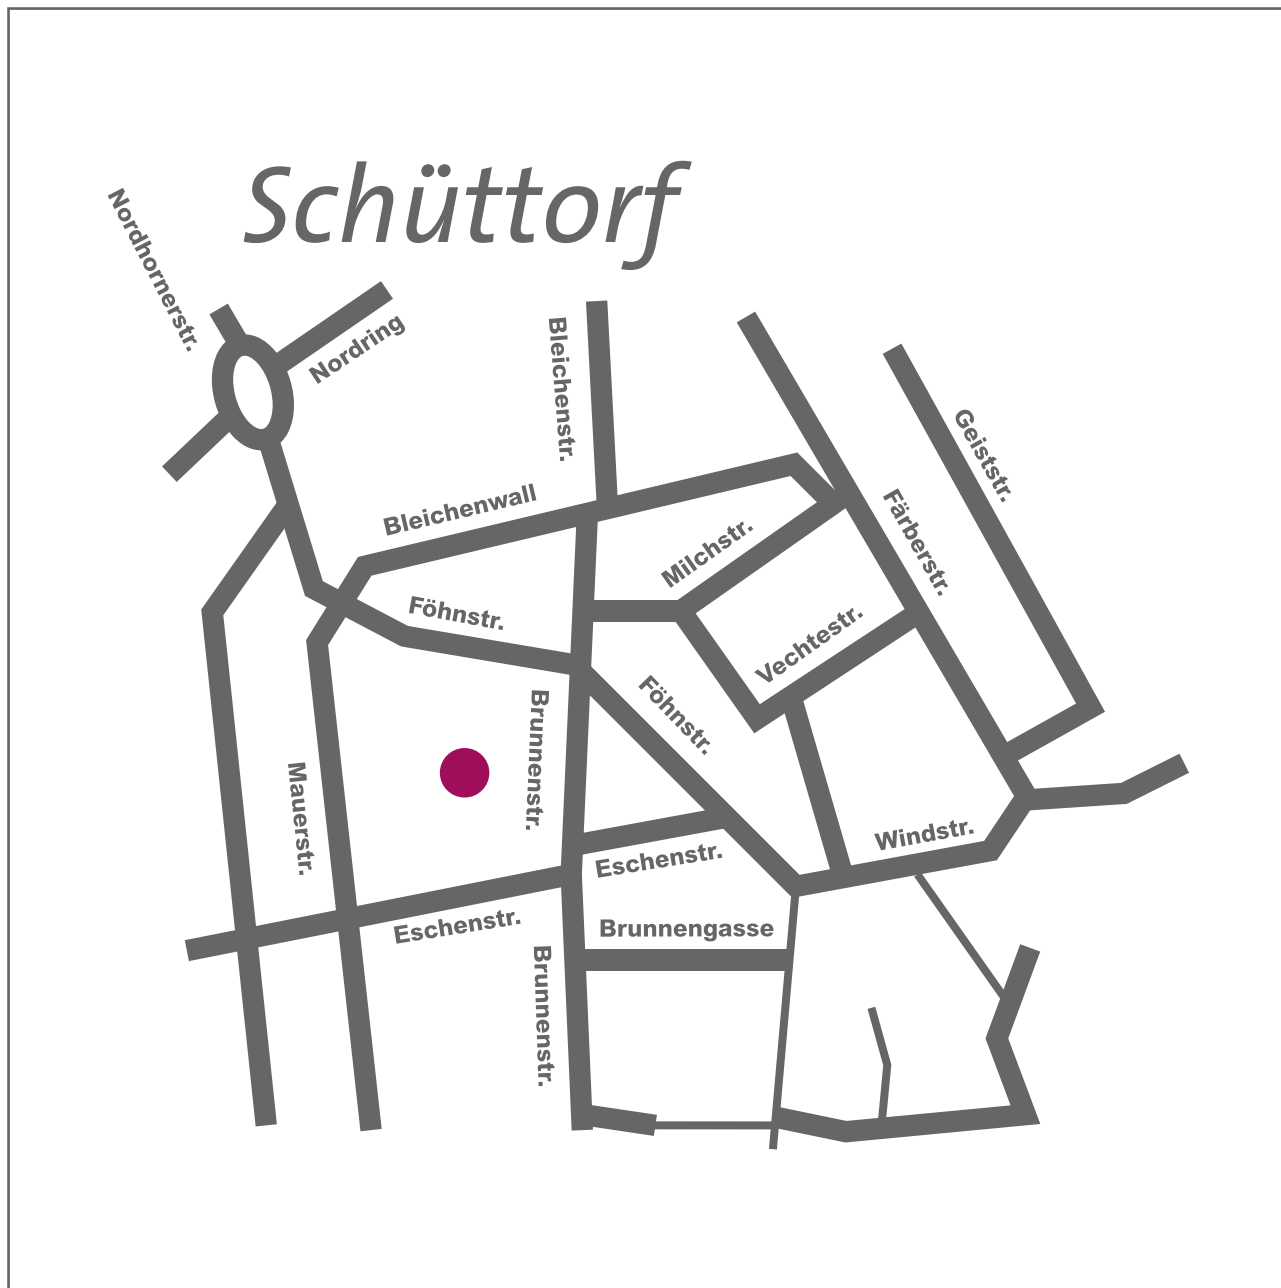 Schüttorf
Nordhornerstr.
Nordring
Bleichenstr.
Geiststr.
Bleichenwall
Färberstr.
Milchstr.
Föhnstr.
Vechtestr.
Föhnstr.
Brunnenstr.
Mauerstr.
Windstr.
Eschenstr.
Eschenstr.
Brunnengasse
Brunnenstr.